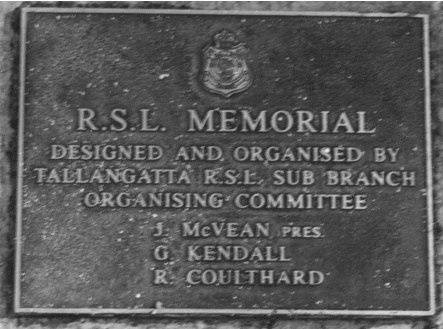 R.S.L. MEMORIAL
DESIGNED AND ORGANISED BY
TALLANGATTA R.S.L. SUB BRANCH
ORGANISING COMMITTEE
J. McVEAN PRES.
G. KENDALL
R. COULTHARD